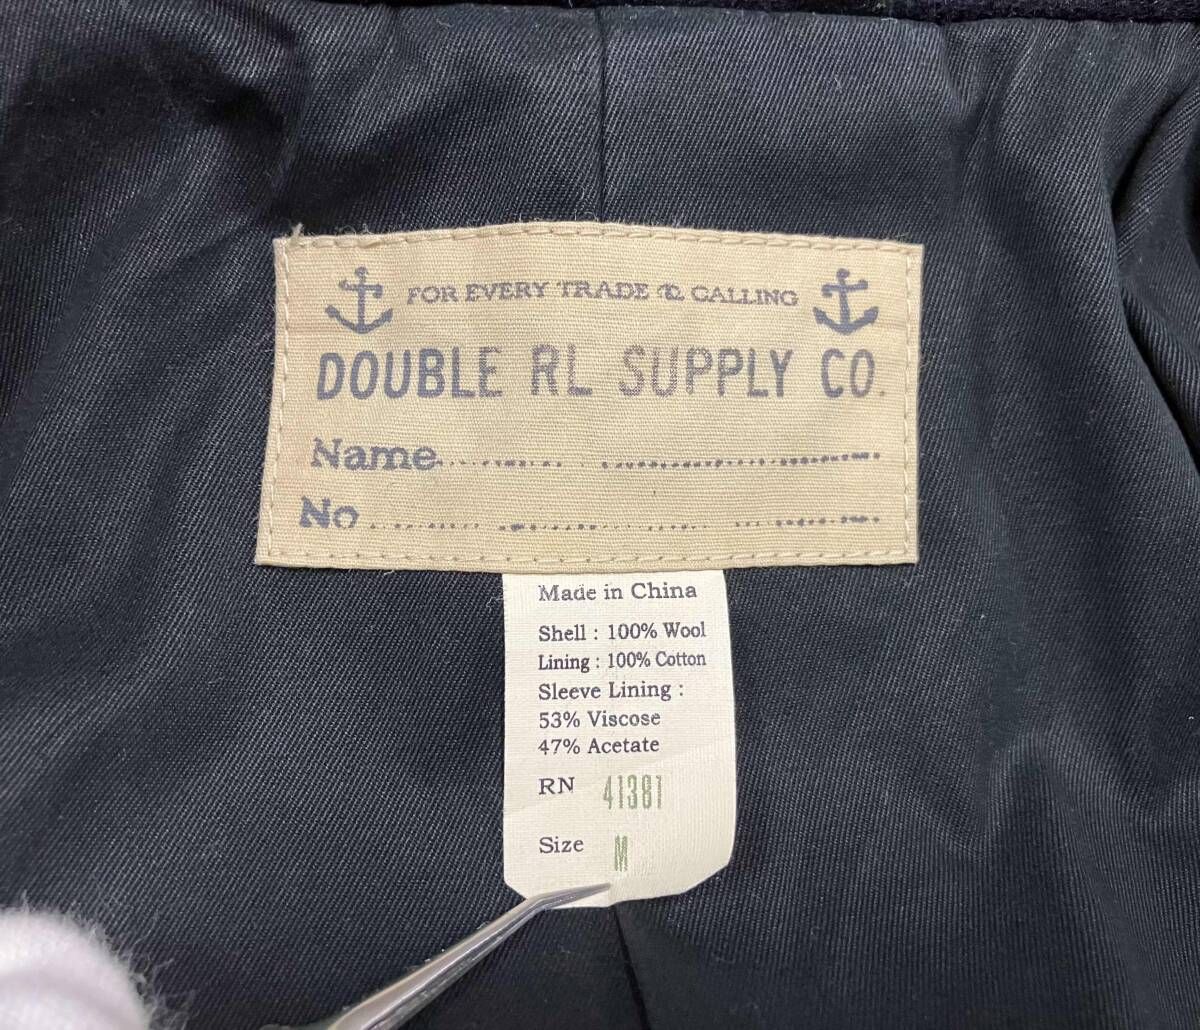 FOR EVERY TRADE & CALLING
DOUBLE RL SUPPLY CO.
Name
No
Made in China
Shell : 100% Wool
Lining : 100% Cotton
Sleeve Lining :
53% Viscose
47% Acetate
RN 41381
Size M